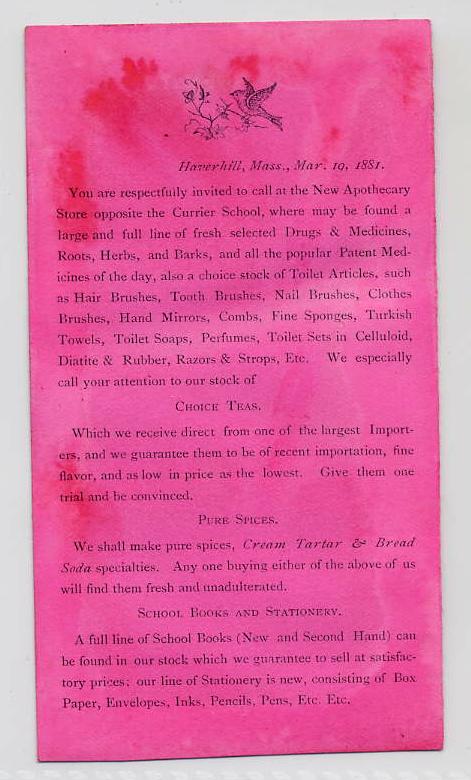 Haverhill, Mass., Mar. 19, 1881.
You are respectfully invited to call at the New Apothecary
Store opposite the Currier School, where may be found a
large and full line of fresh selected Drugs & Medicines,
Roots, Herbs, and Barks, and all the popular Patent Med-
icines of the day, also a choice stock of Toilet Articles, such
as Hair Brushes, Tooth Brushes, Nail Brushes, Clothes
Brushes, Hand Mirrors, Combs, Fine Sponges, Turkish
Towels, Toilet Soaps, Perfumes, Toilet Sets in Celluloid,
Diatite & Rubber, Razors & Strops, Etc. We especially
call your attention to our stock of
CHOICE TEAS.
Which we receive direct from one of the largest Import-
ers, and we guarantee them to be of recent importation, fine
flavor, and as low in price as the lowest. Give them one
trial and be convinced.
PURE SPICES.
We shall make pure spices, Cream Tartar & Bread
Soda specialties. Any one buying either of the above of us
will find them fresh and unadulterated.
SCHOOL BOOKS AND STATIONERY.
A full line of School Books (New and Second Hand) can
be found in our stock which we guarantee to sell at satisfac-
tory prices; our line of Stationery is new, consisting of Box
Paper, Envelopes, Inks, Pencils, Pens, Etc. Etc.